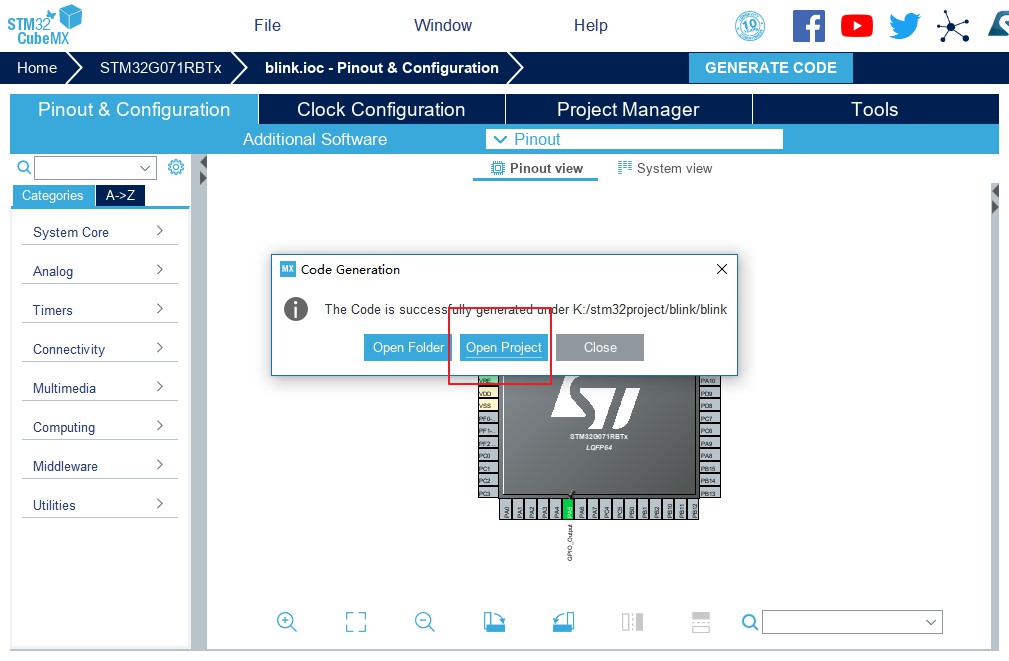 STM32
CubeMX
File
Window
Help
10
Home
STM32G071RBTx
blink.ioc - Pinout & Configuration
GENERATE CODE
Pinout & Configuration
Clock Configuration
Project Manager
Tools
Additional Software
Pinout
Pinout view
System view
Categories
A->Z
System Core
Analog
Timers
Connectivity
Multimedia
Computing
Middleware
Utilities
MX Code Generation
The Code is successfully generated under K:/stm32project/blink/blink
Open Folder
Open Project
Close
VDD
VSS
PF0-..
PF1-..
PF2 ..
PC0
PC1
PC2
PC3
STM32G071RBTx
LQFP64
PA10
PD9
PD8
PC7
PC6
PA9
PA8
PB15
PB14
PB13
PA0
PA1
PA2
PA3
PA4
PA5
PA6
PA7
PC4
PC5
PB0
PB1
PB2
PB10
PB11
PB12
GPIO_Output